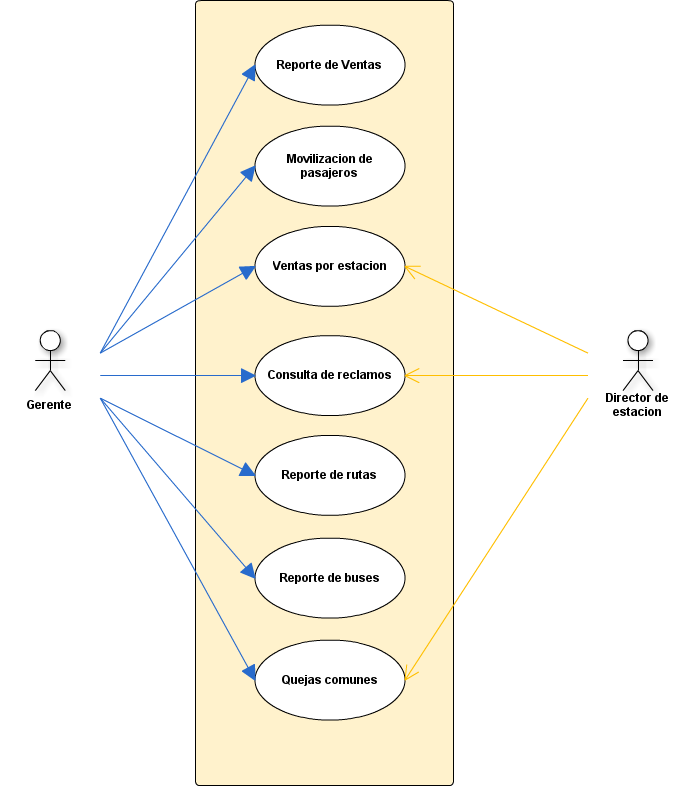 Reporte de Ventas
Movilizacion de
pasajeros
Ventas por estacion
Consulta de reclamos
Reporte de rutas
Reporte de buses
Quejas comunes
Gerente
Director de
estacion